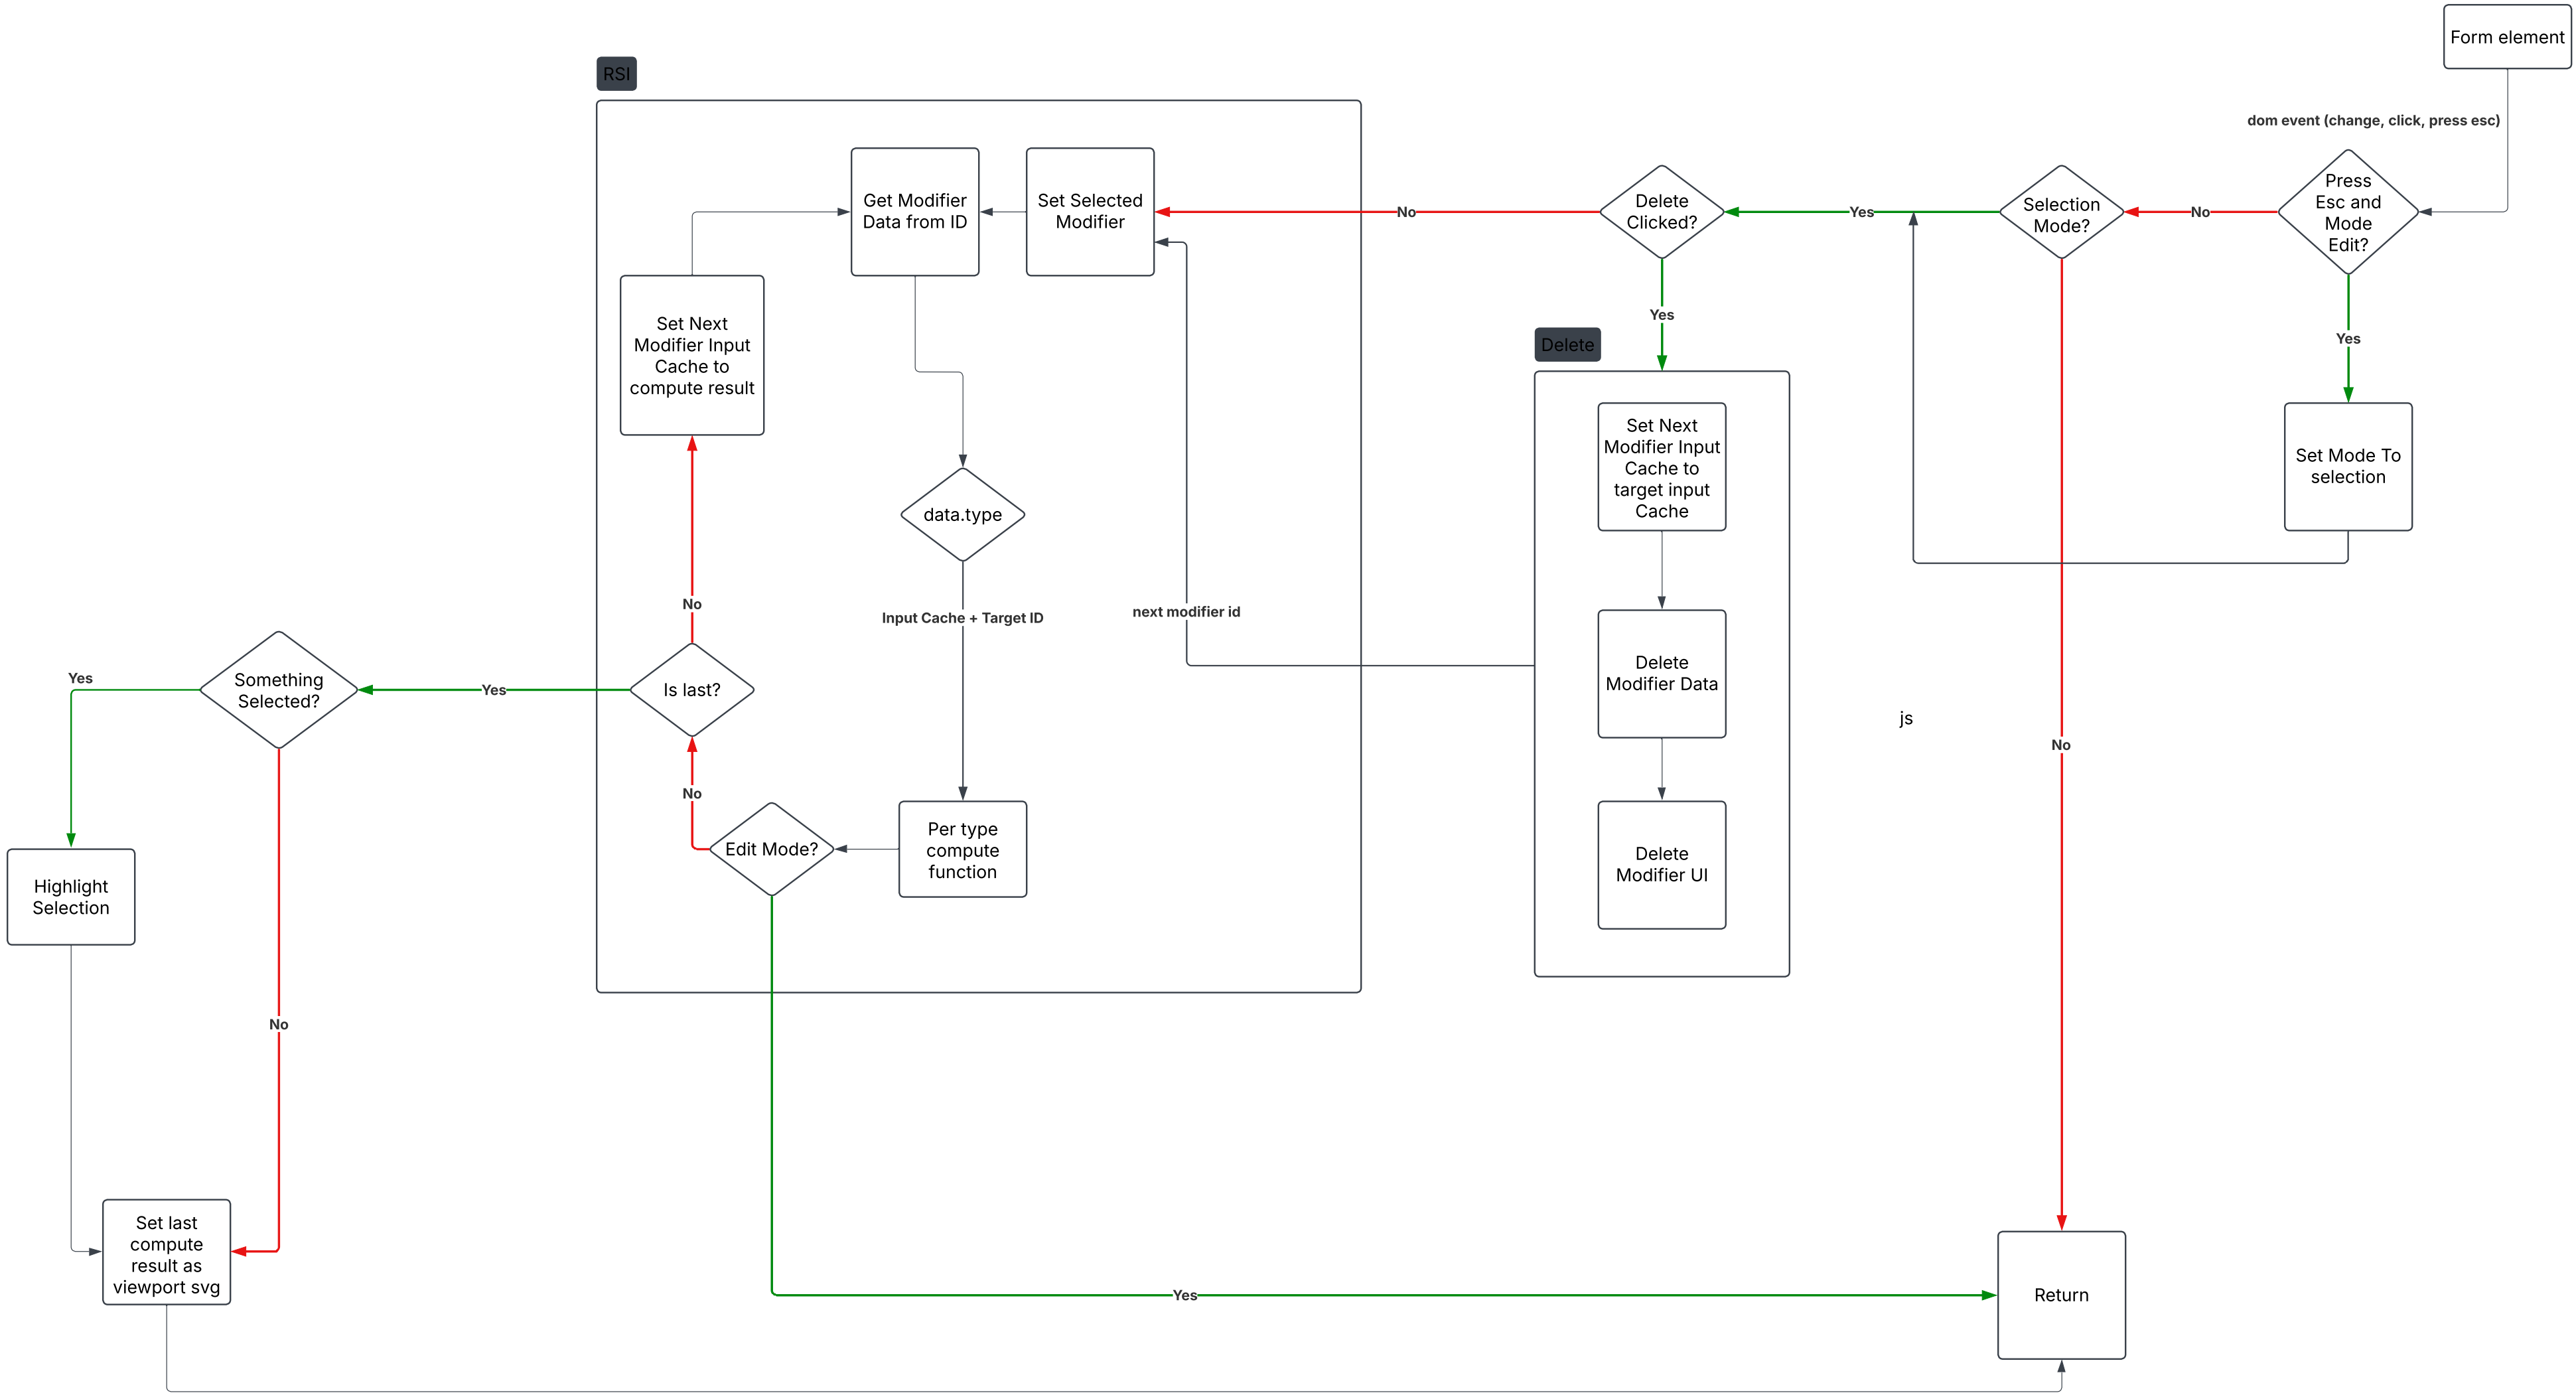 Form element
RSI
dom event (change, click, press esc)
Get Modifier
Data from ID
Set Selected
Modifier
No
Delete
Clicked?
Yes
Selection
Mode?
No
Press
Esc and
Mode
Edit?
Set Next
Modifier Input
Cache to
compute result
Yes
Delete
Yes
Set Next
Modifier Input
Cache to
target input
Cache
Set Mode To
selection
data.type
No
Input Cache + Target ID
next modifier id
Yes
Something
Selected?
Yes
Is last?
Delete
Modifier Data
js
No
No
Edit Mode?
Per type
compute
function
Delete
Modifier UI
Highlight
Selection
No
Set last
compute
result as
viewport svg
Yes
Return